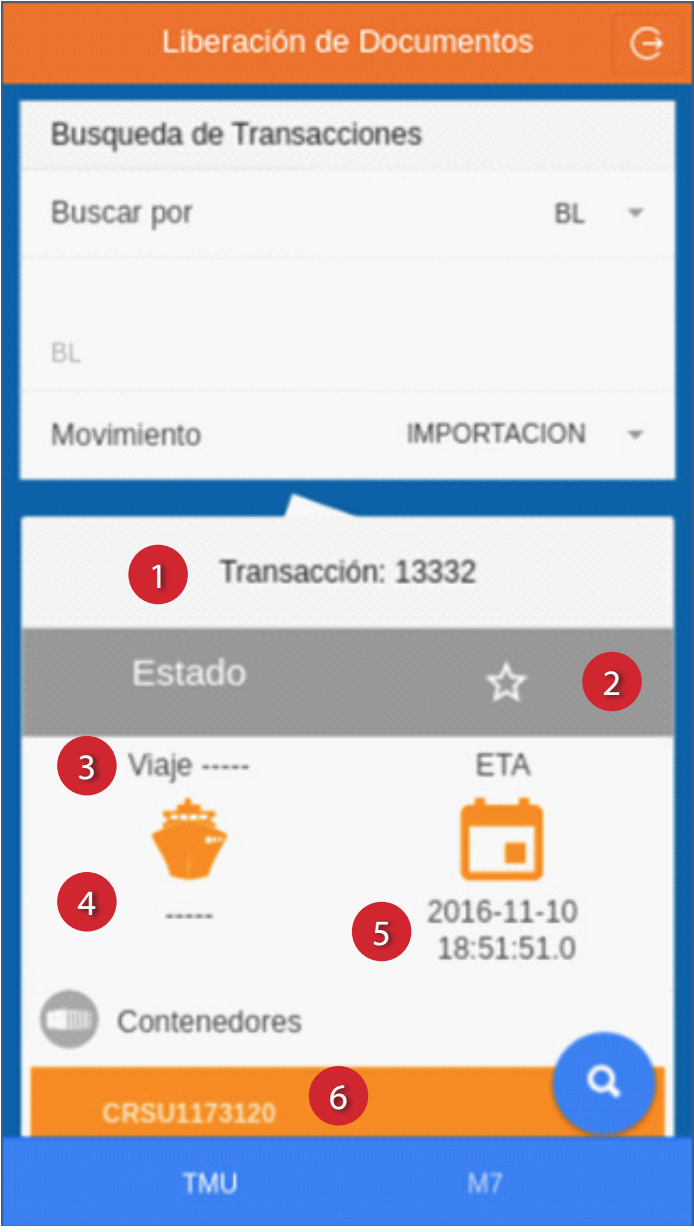 Liberación de Documentos
Busqueda de Transacciones
Buscar por BL
BL
Movimiento IMPORTACION
1 Transacción: 13332
Estado 2
3 Viaje ----- ETA
4 -----
5 2016-11-10
18:51:51.0
Contenedores
CRSU1173120 6
TMU M7